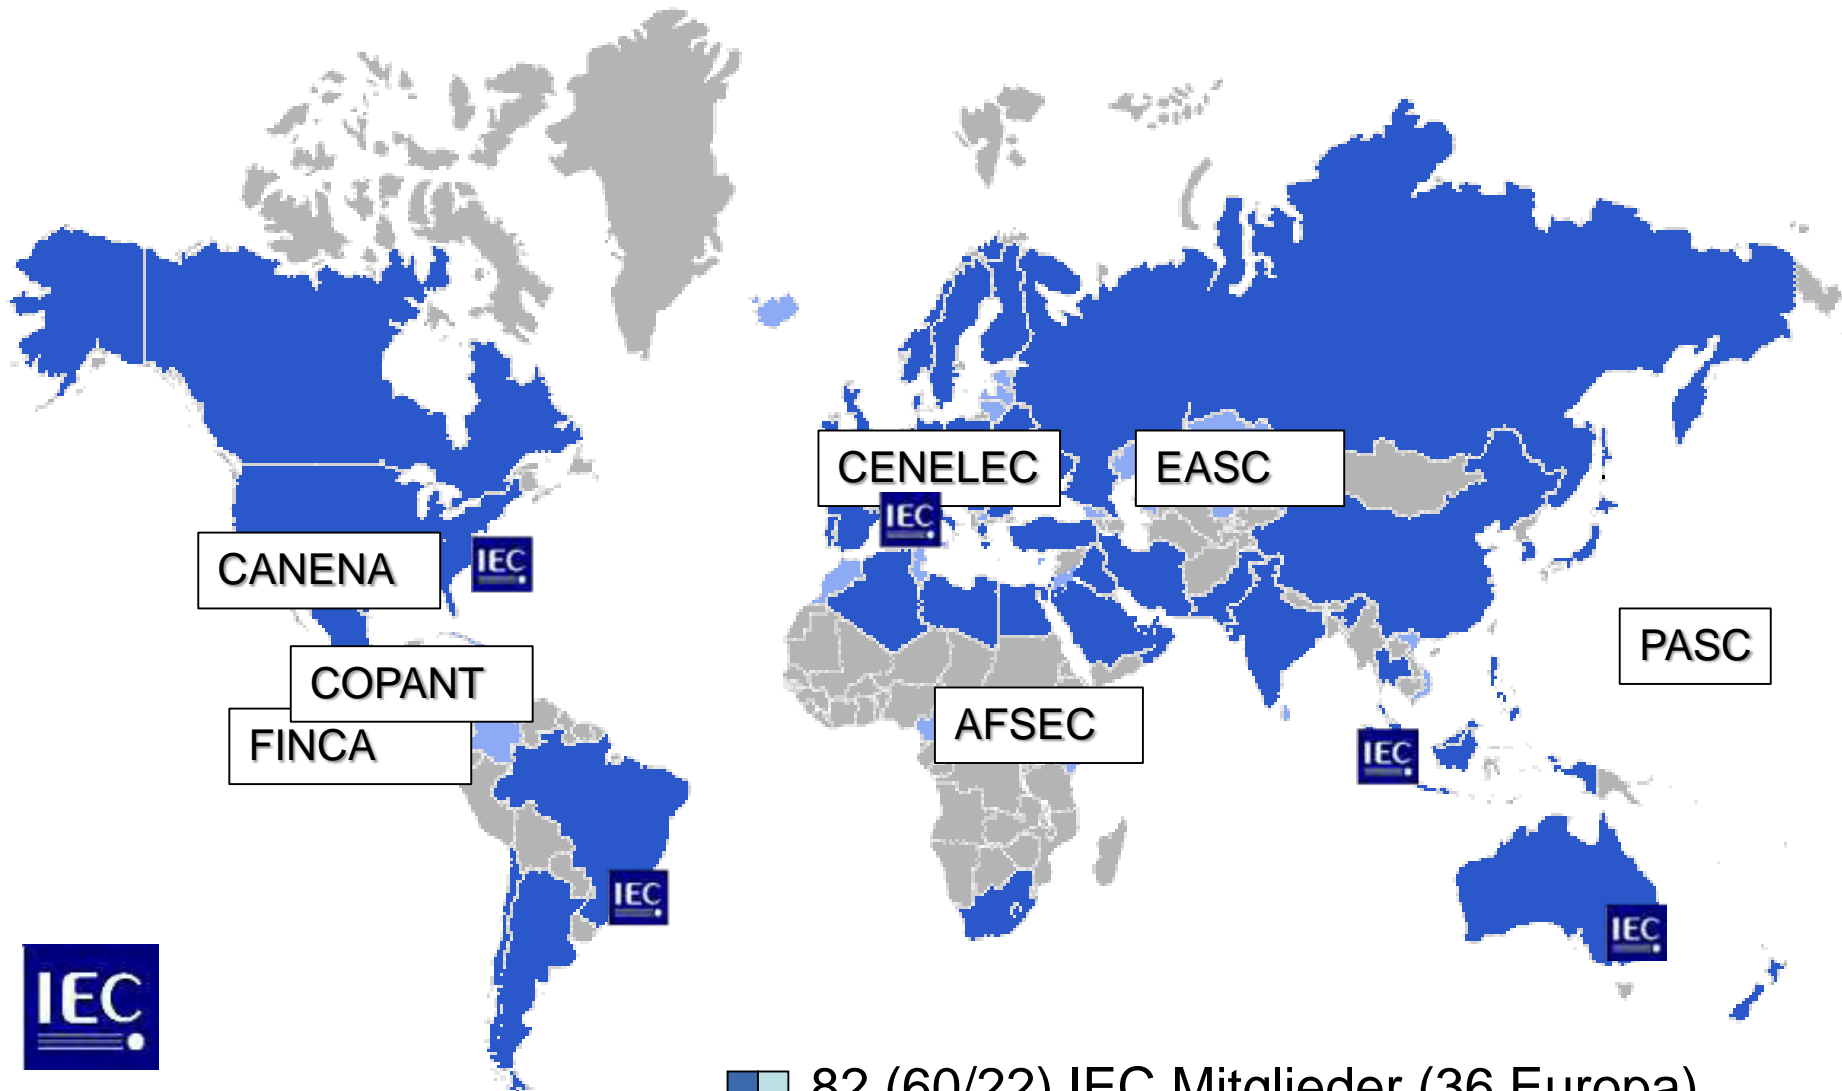 CENELEC
EASC
IEC
CANENA
IEC
PASC
COPANT
FINCA
AFSEC
IEC
IEC
IEC
IEC
82 (60/22) IEC Mitglieder (36 Europa)